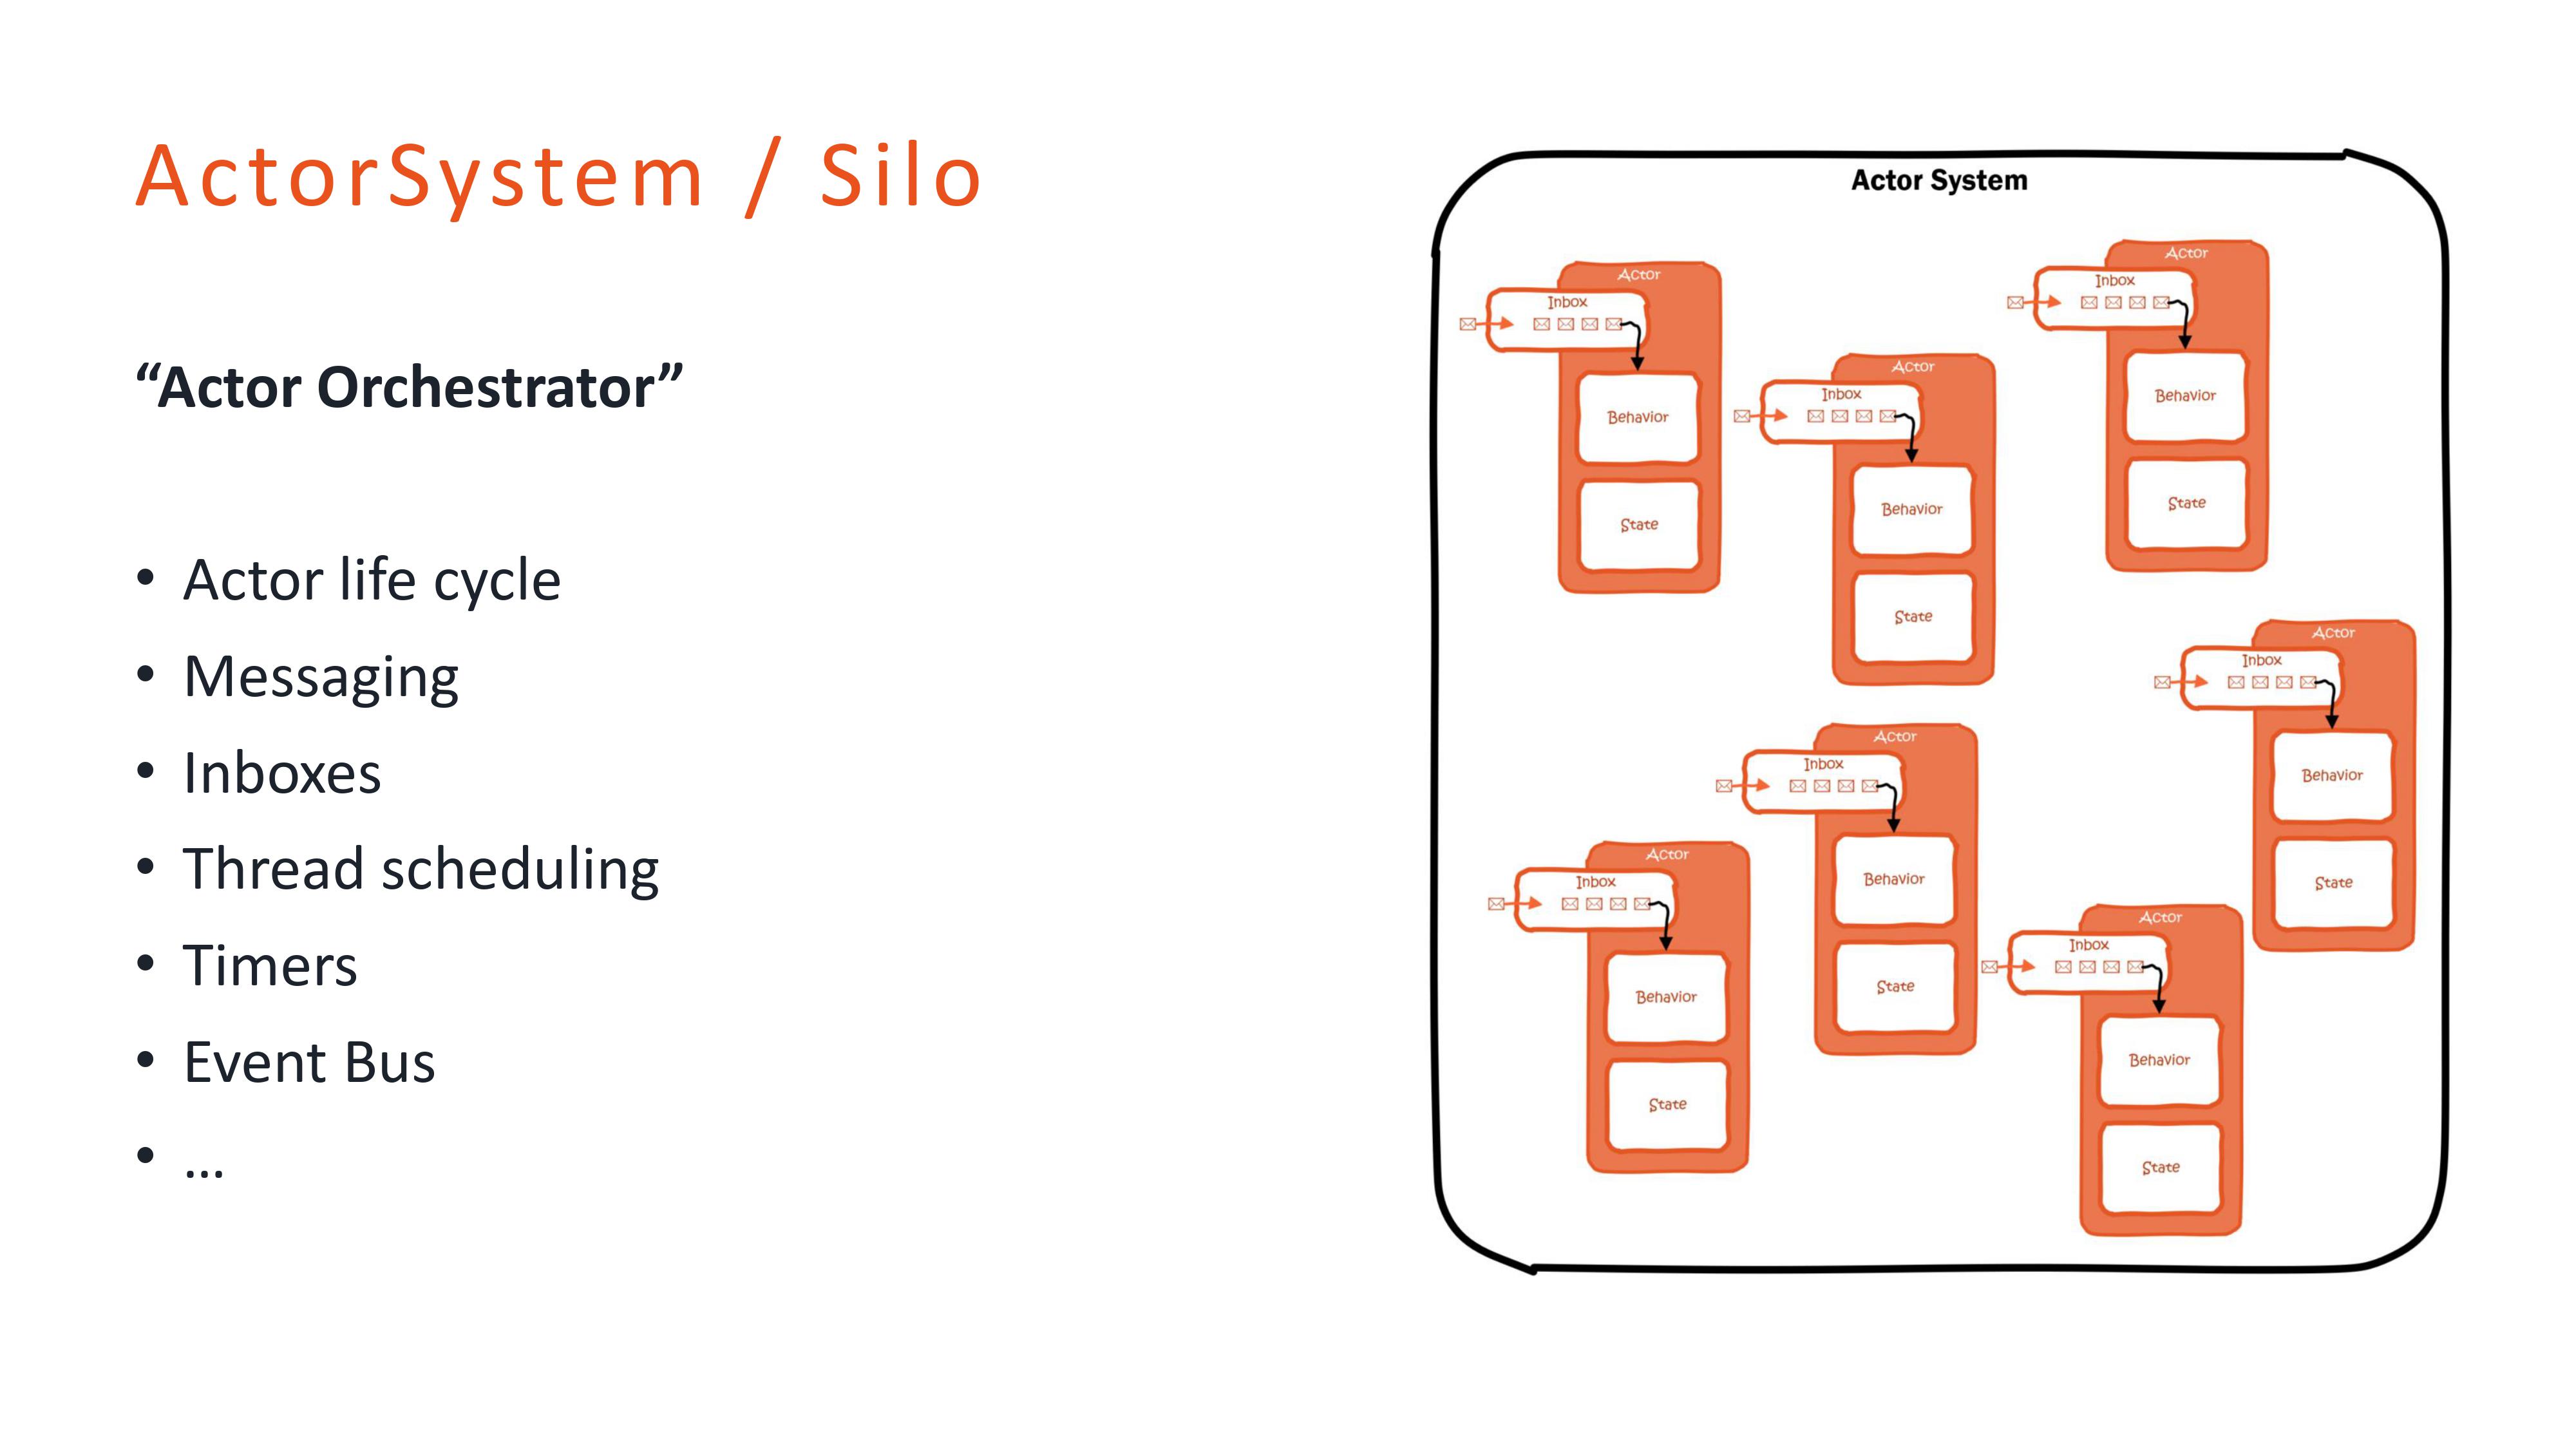 ActorSystem / Silo
“Actor Orchestrator”
• Actor life cycle
• Messaging
• Inboxes
• Thread scheduling
• Timers
• Event Bus
• ...
Actor System
Actor
Inbox
Behavior
State
Actor
Inbox
Behavior
State
Actor
Inbox
Behavior
State
Actor
Inbox
Behavior
State
Actor
Inbox
Behavior
State
Actor
Inbox
Behavior
State
Actor
Inbox
Behavior
State